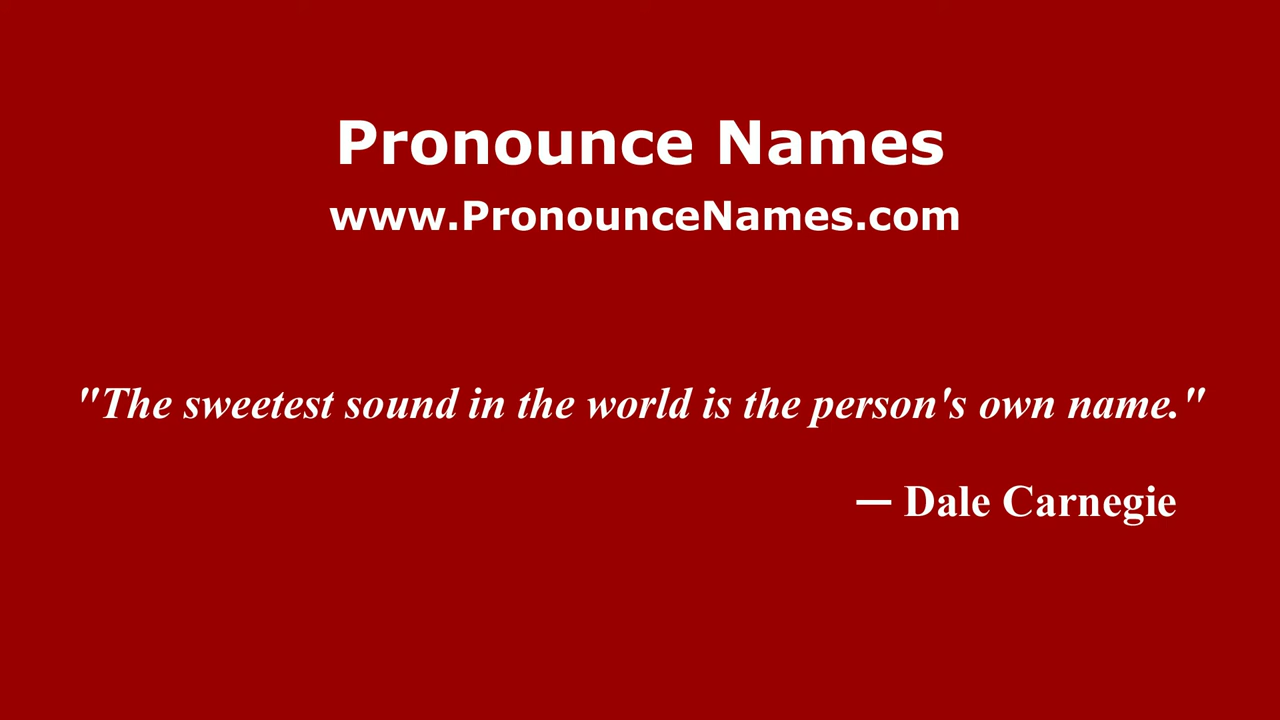 Pronounce Names
www.PronounceNames.com
"The sweetest sound in the world is the person's own name."
— Dale Carnegie